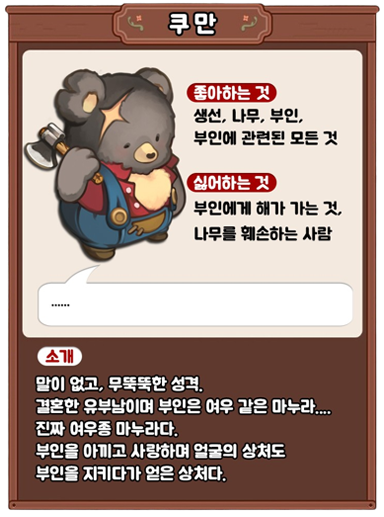 쿠만
좋아하는 것
생선, 나무, 부인,
부인에 관련된 모든 것
싫어하는 것
부인에게 해가 가는 것,
나무를 훼손하는 사람
......
소개
말이 없고, 무뚝뚝한 성격.
결혼한 유부남이며 부인은 여우 같은 마누라....
진짜 여우종 마누라다.
부인을 아끼고 사랑하며 얼굴의 상처도
부인을 지키다가 얻은 상처다.